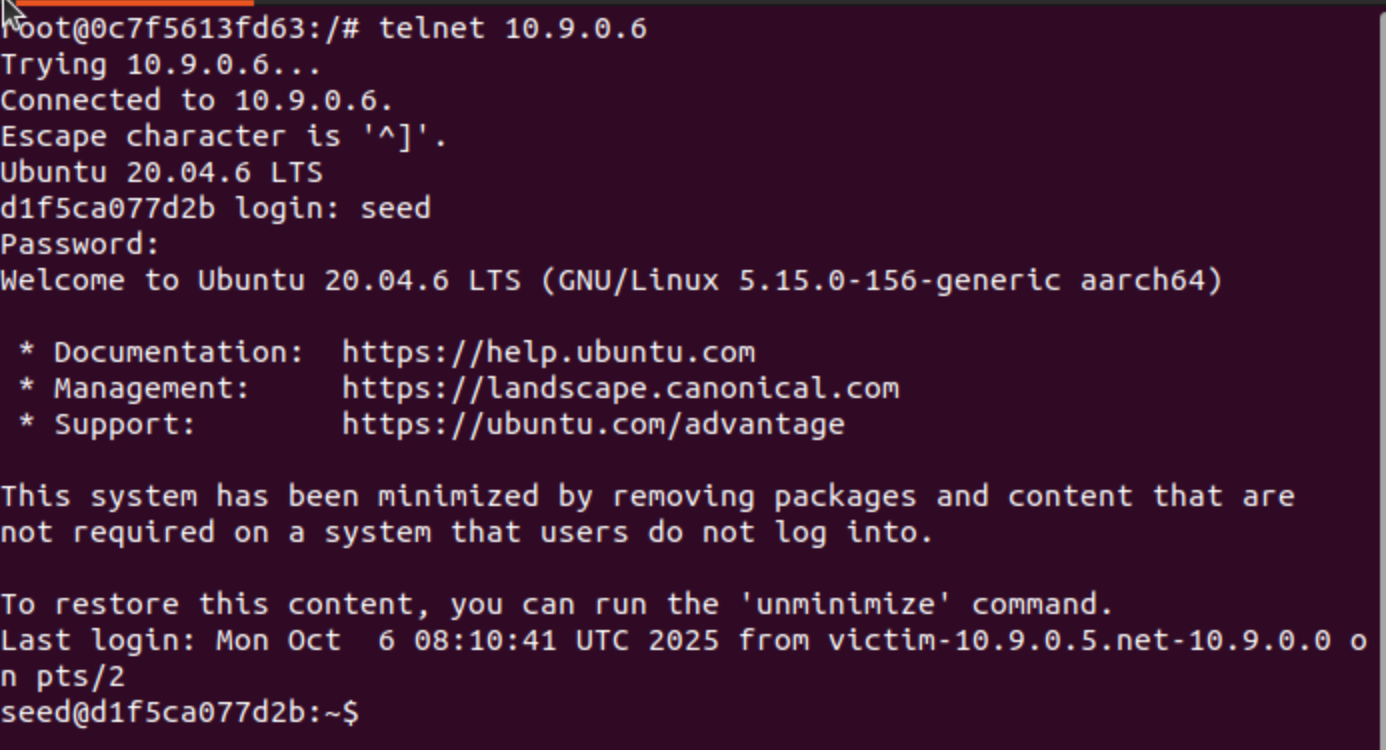 root@0c7f5613fd63:/# telnet 10.9.0.6
Trying 10.9.0.6...
Connected to 10.9.0.6.
Escape character is '^]'.
Ubuntu 20.04.6 LTS
d1f5ca077d2b login: seed
Password:
Welcome to Ubuntu 20.04.6 LTS (GNU/Linux 5.15.0-156-generic aarch64)

 * Documentation:  https://help.ubuntu.com
 * Management:     https://landscape.canonical.com
 * Support:        https://ubuntu.com/advantage

This system has been minimized by removing packages and content that are
not required on a system that users do not log into.

To restore this content, you can run the 'unminimize' command.
Last login: Mon Oct  6 08:10:41 UTC 2025 from victim-10.9.0.5.net-10.9.0.0 o
n pts/2
seed@d1f5ca077d2b:~$